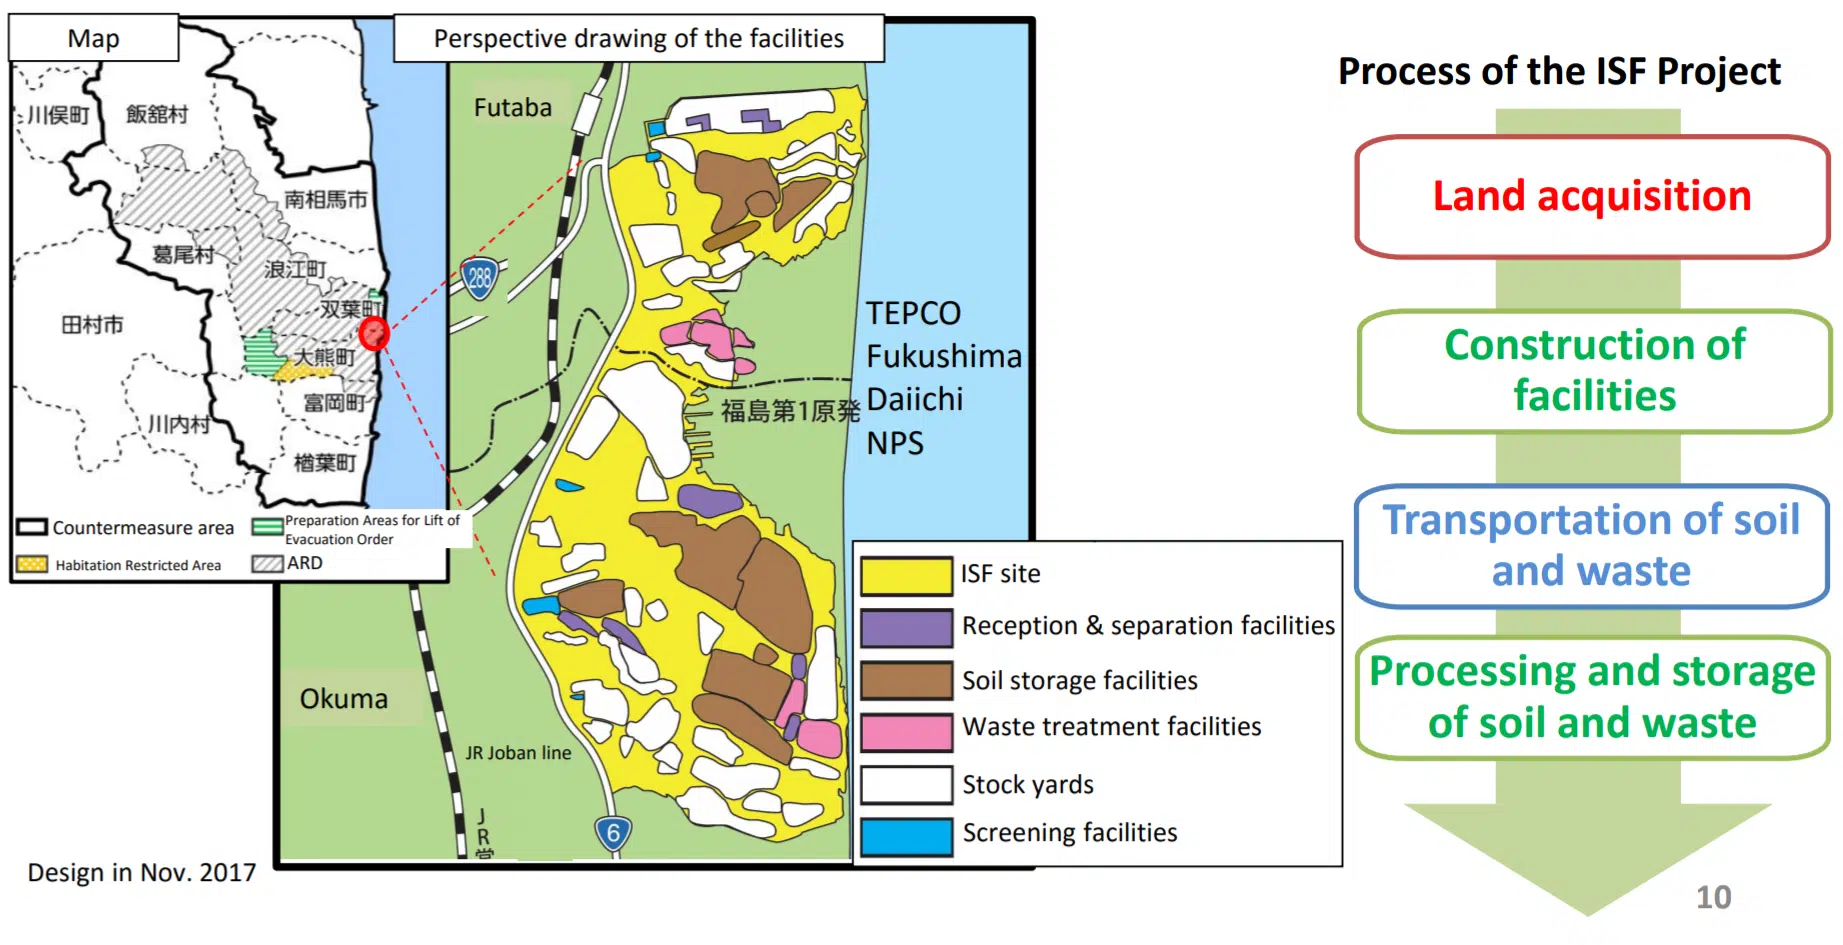 Map
川俣町
飯舘村
南相馬市
葛尾村
浪江町
双葉町
田村市
大熊町
富岡町
川内村
楢葉町
Countermeasure area
Preparation Areas for Lift of
Evacuation Order
Habitation Restricted Area
ARD
Design in Nov. 2017
Perspective drawing of the facilities
Futaba
288
TEPCO
Fukushima
Daiichi
NPS
福島第1原発
Okuma
JR Joban line
JR常
6
ISF site
Reception & separation facilities
Soil storage facilities
Waste treatment facilities
Stock yards
Screening facilities
Process of the ISF Project
Land acquisition
Construction of
facilities
Transportation of soil
and waste
Processing and storage
of soil and waste
10